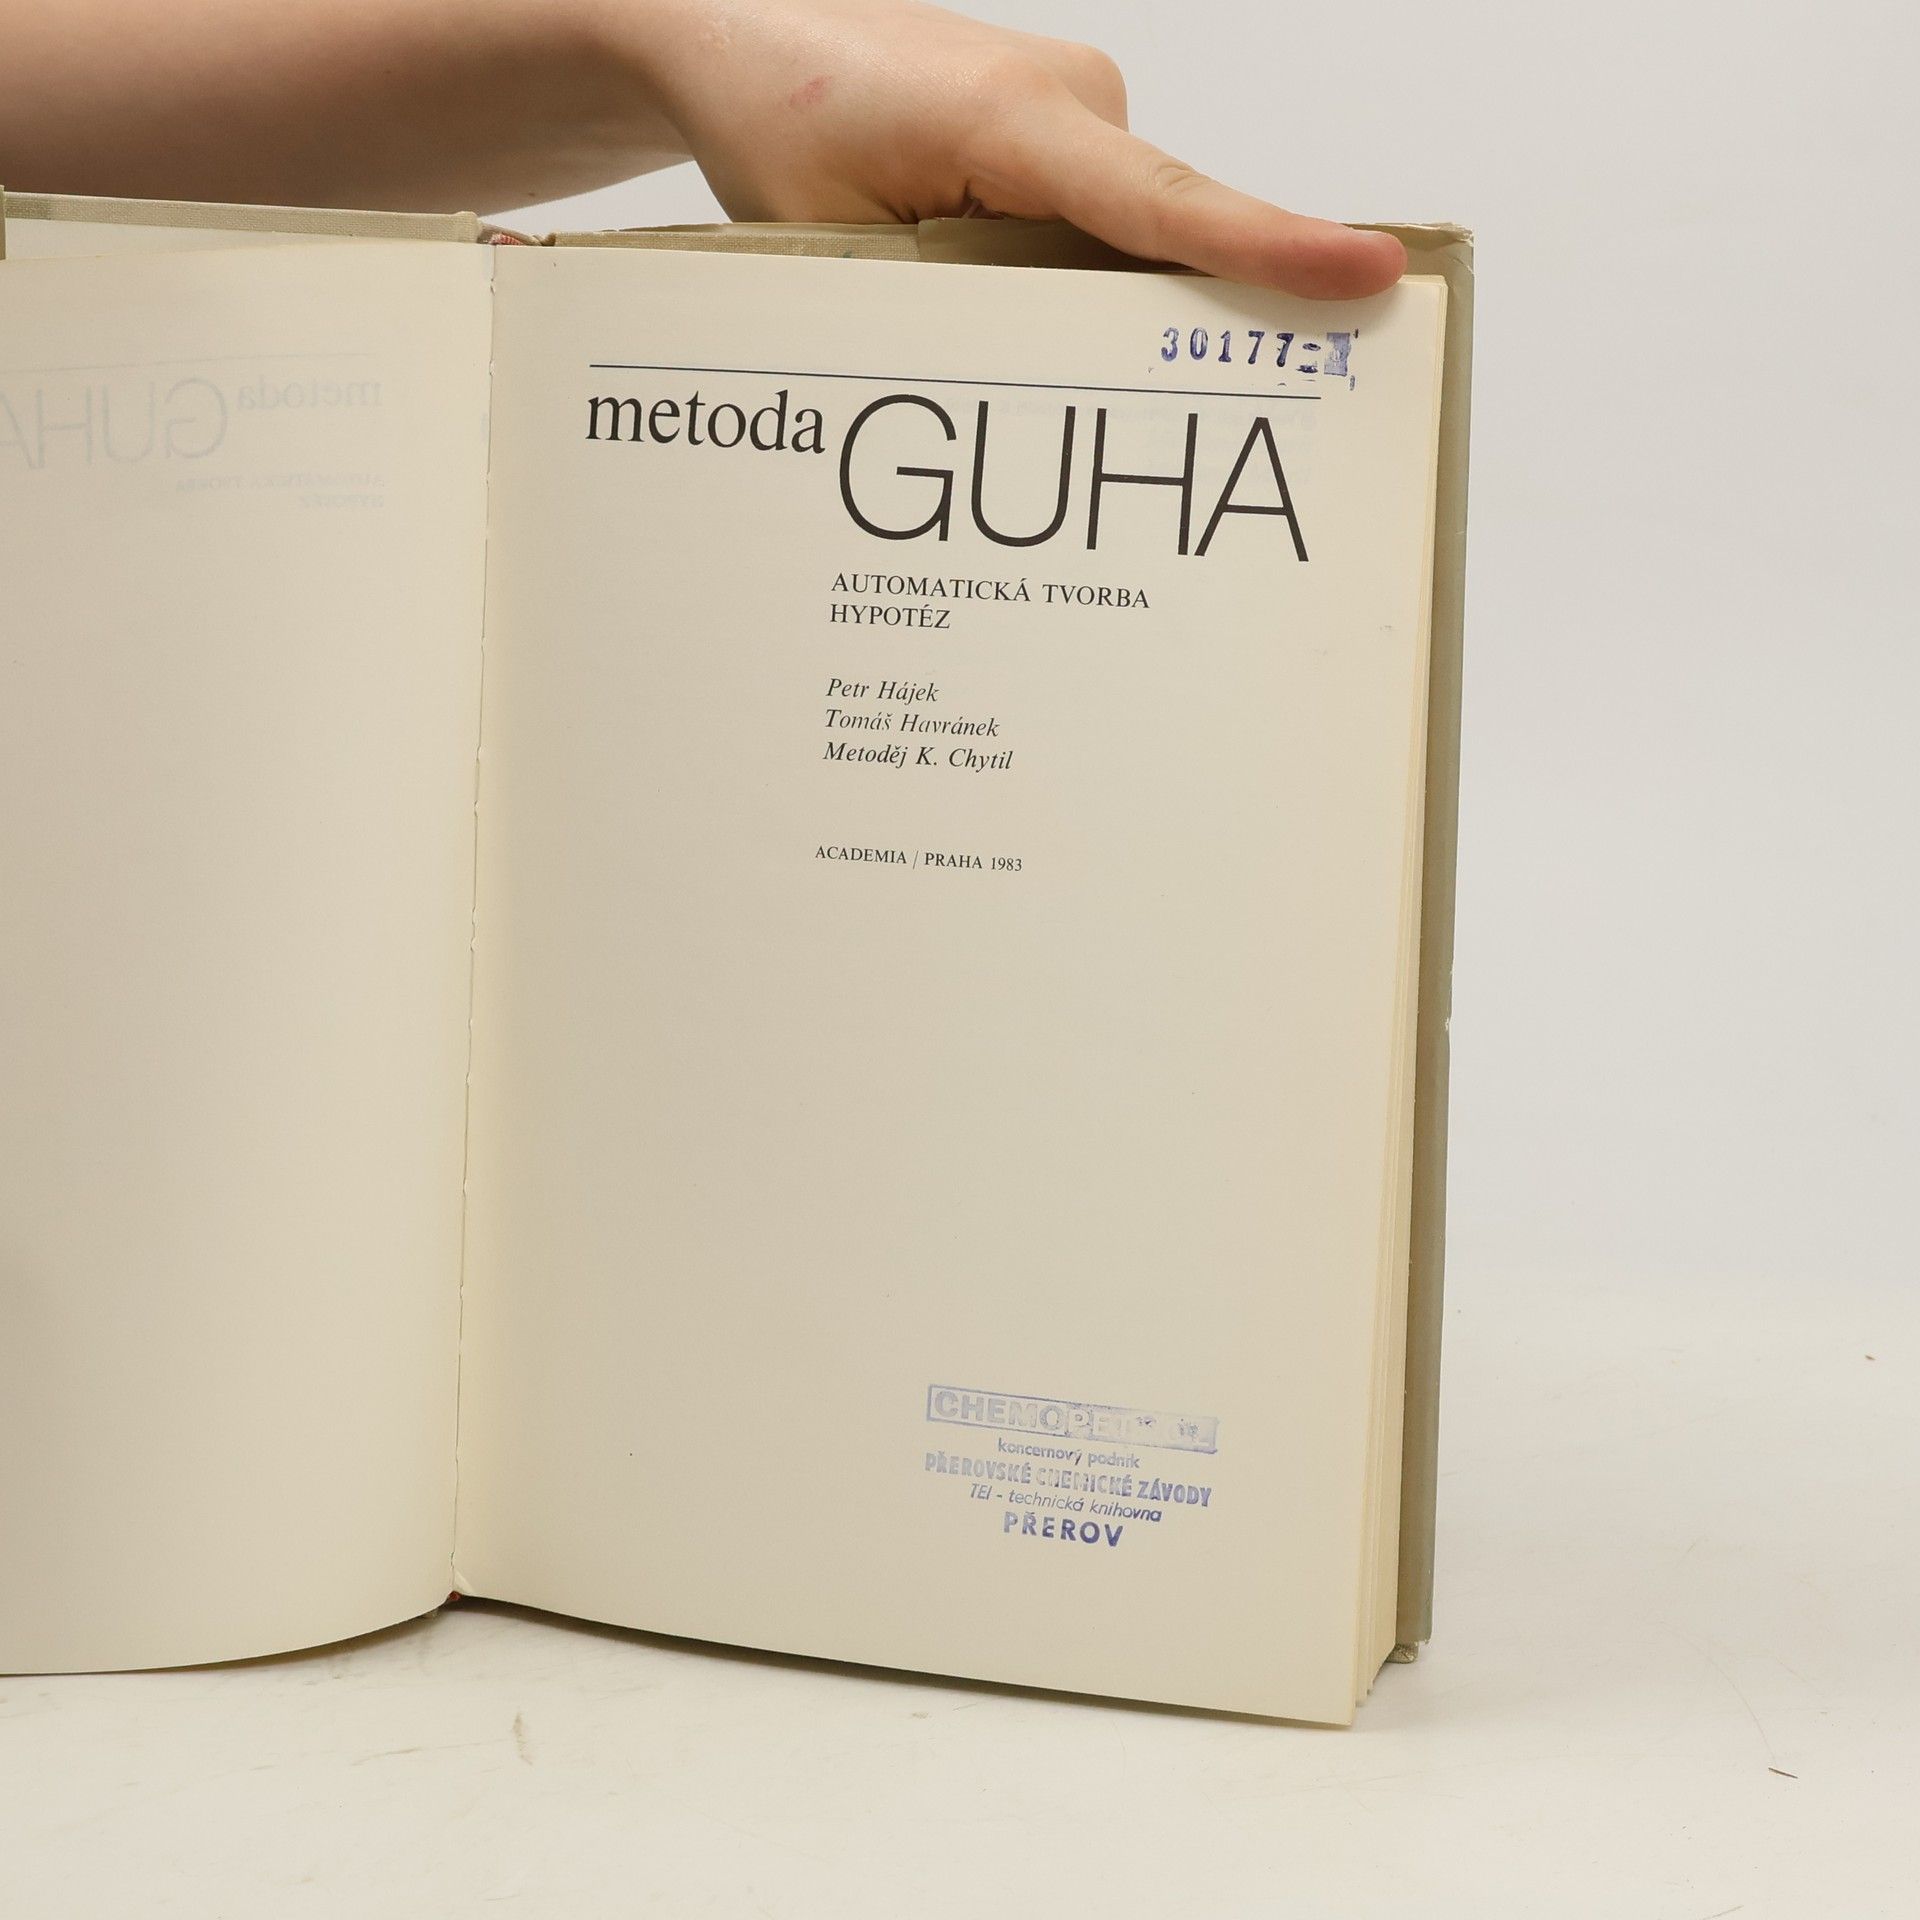 30177
metoda GUHA
AUTOMATICKÁ TVORBA
HYPOTÉZ
Petr Hájek
Tomáš Havránek
Metoděj K. Chytil
ACADEMIA / PRAHA 1983
CHEMOPETROL
koncernový podnik
PŘEROVSKÉ CHEMICKÉ ZÁVODY
TEI - technická knihovna
PŘEROV